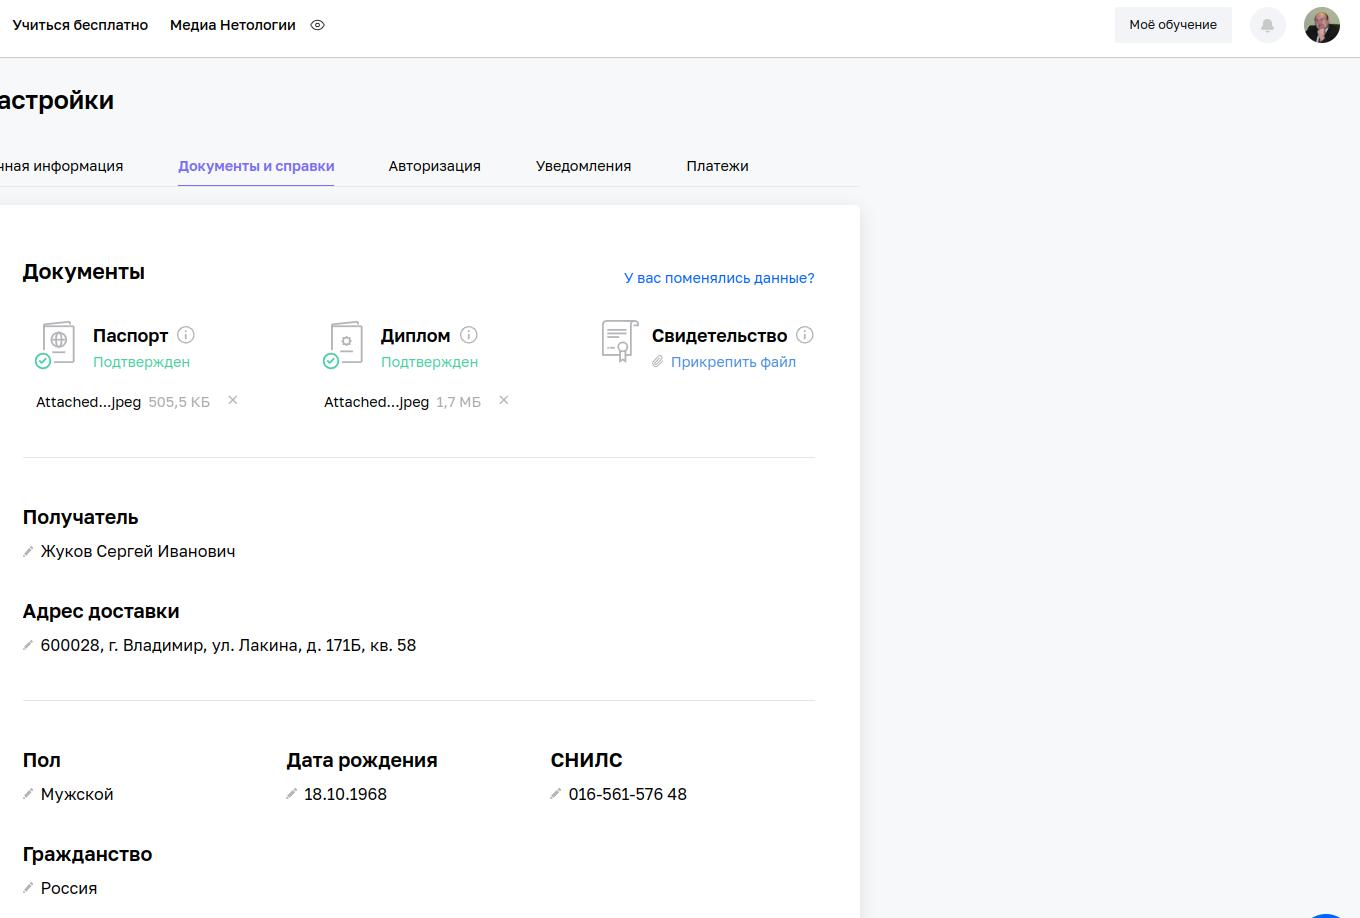 Учиться бесплатно Медиа Нетологии Моё обучение
астройки
чная информация Документы и справки Авторизация Уведомления Платежи
Документы У вас поменялись данные?
Паспорт Диплом Свидетельство
Подтвержден Подтвержден Прикрепить файл
Attached...jpeg 505,5 КБ Attached...jpeg 1,7 МБ
Получатель
Жуков Сергей Иванович
Адрес доставки
600028, г. Владимир, ул. Лакина, д. 171Б, кв. 58
Пол Дата рождения СНИЛС
Мужской 18.10.1968 016-561-576 48
Гражданство
Россия